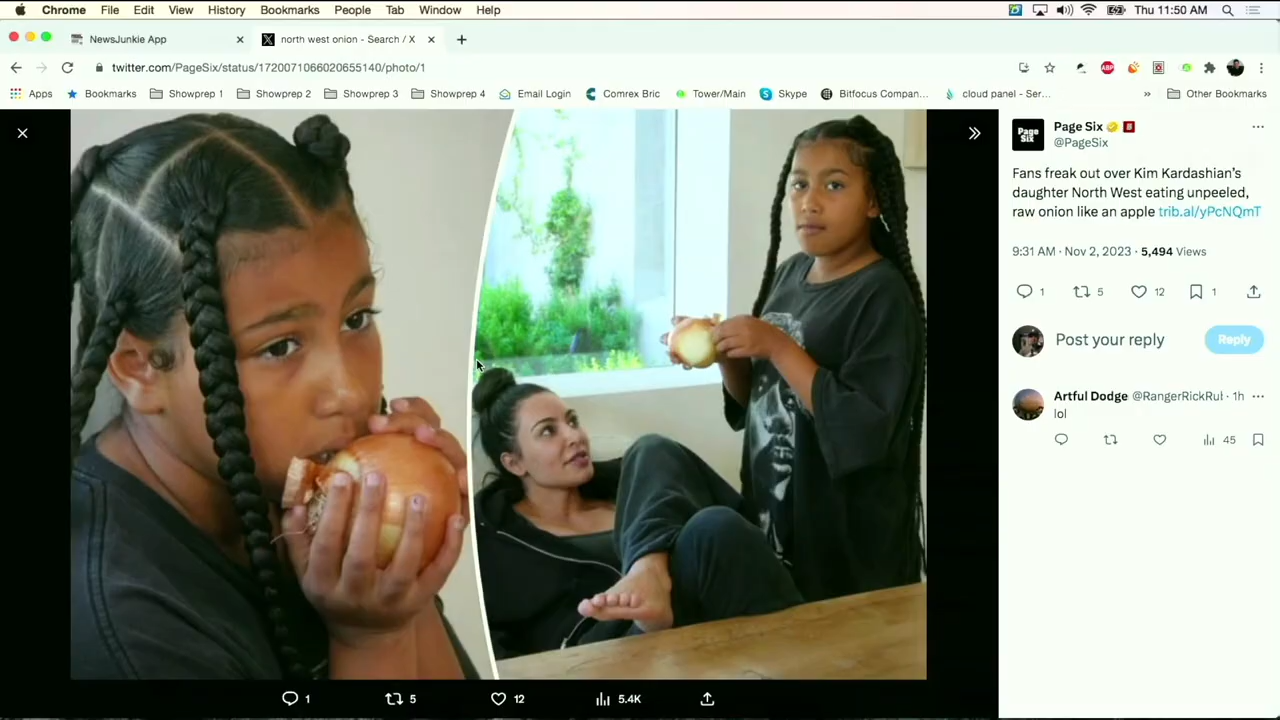 Chrome File Edit View History Bookmarks People Tab Window Help Thu 11:50 AM
NewsJunkie App north west onion - Search / X
twitter.com/PageSix/status/1720071066020655140/photo/1 ABP
Apps Bookmarks Showprep 1 Showprep 2 Showprep 3 Showprep 4 Email Login Comrex Bric Tower/Main Skype Bitfocus Compan... cloud panel - Ser... » Other Bookmarks
Page Six
Page Six
@PageSix
Fans freak out over Kim Kardashian's
daughter North West eating unpeeled,
raw onion like an apple trib.al/yPcNQmT
9:31 AM · Nov 2, 2023 · 5,494 Views
1 5 12 1
Post your reply Reply
Artful Dodge @RangerRickRul · 1h
lol
45
1 5 12 5.4K